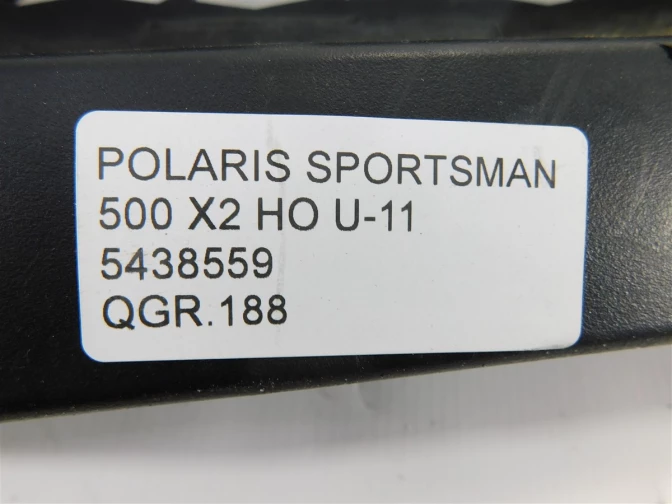 POLARIS SPORTSMAN
500 X2 HO U-11
5438559
QGR.188